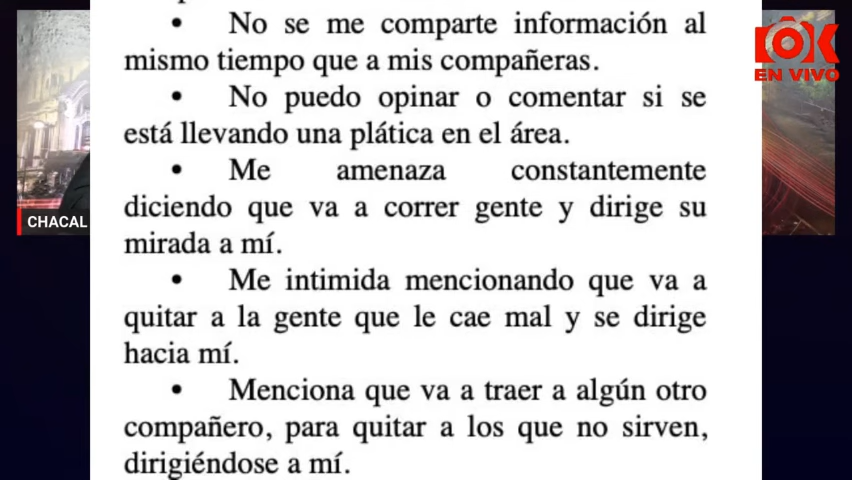 • No se me comparte información al
mismo tiempo que a mis compañeras.
• No puedo opinar o comentar si se
está llevando una plática en el área.
• Me amenaza constantemente
diciendo que va a correr gente y dirige su
mirada a mí.
• Me intimida mencionando que va a
quitar a la gente que le cae mal y se dirige
hacia mí.
• Menciona que va a traer a algún otro
compañero, para quitar a los que no sirven,
dirigiéndose a mí.
CHACAL
OK
EN VIVO